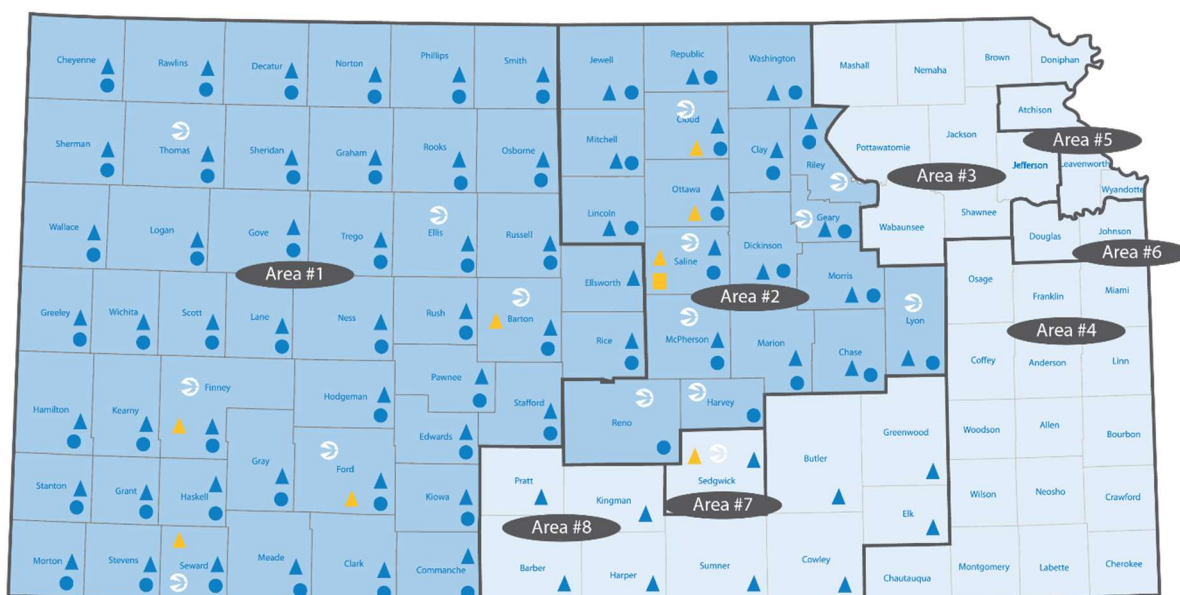 Cheyenne
Rawlins
Decatur
Norton
Phillips
Smith
Jewell
Republic
Washington
Mashall
Nemaha
Brown
Doniphan
Atchison
Sherman
Thomas
Sheridan
Graham
Rooks
Osborne
Mitchell
Cloud
Clay
Riley
Pottawatomie
Jackson
Jefferson
Area #5
Leavenworth
Wyandotte
Area #3
Ottawa
Lincoln
Geary
Wabaunsee
Shawnee
Douglas
Johnson
Area #6
Wallace
Logan
Gove
Trego
Ellis
Russell
Area #1
Ellsworth
Saline
Dickinson
Morris
Area #2
Lyon
Osage
Franklin
Miami
Area #4
Greeley
Wichita
Scott
Lane
Ness
Rush
Barton
Rice
McPherson
Marion
Chase
Coffey
Anderson
Linn
Hamilton
Kearny
Finney
Hodgeman
Pawnee
Stafford
Edwards
Reno
Harvey
Greenwood
Woodson
Allen
Bourbon
Stanton
Grant
Haskell
Gray
Ford
Kiowa
Pratt
Kingman
Sedgwick
Area #7
Area #8
Butler
Elk
Wilson
Neosho
Crawford
Morton
Stevens
Seward
Meade
Clark
Commanche
Barber
Harper
Sumner
Cowley
Chautauqua
Montgomery
Labette
Cherokee